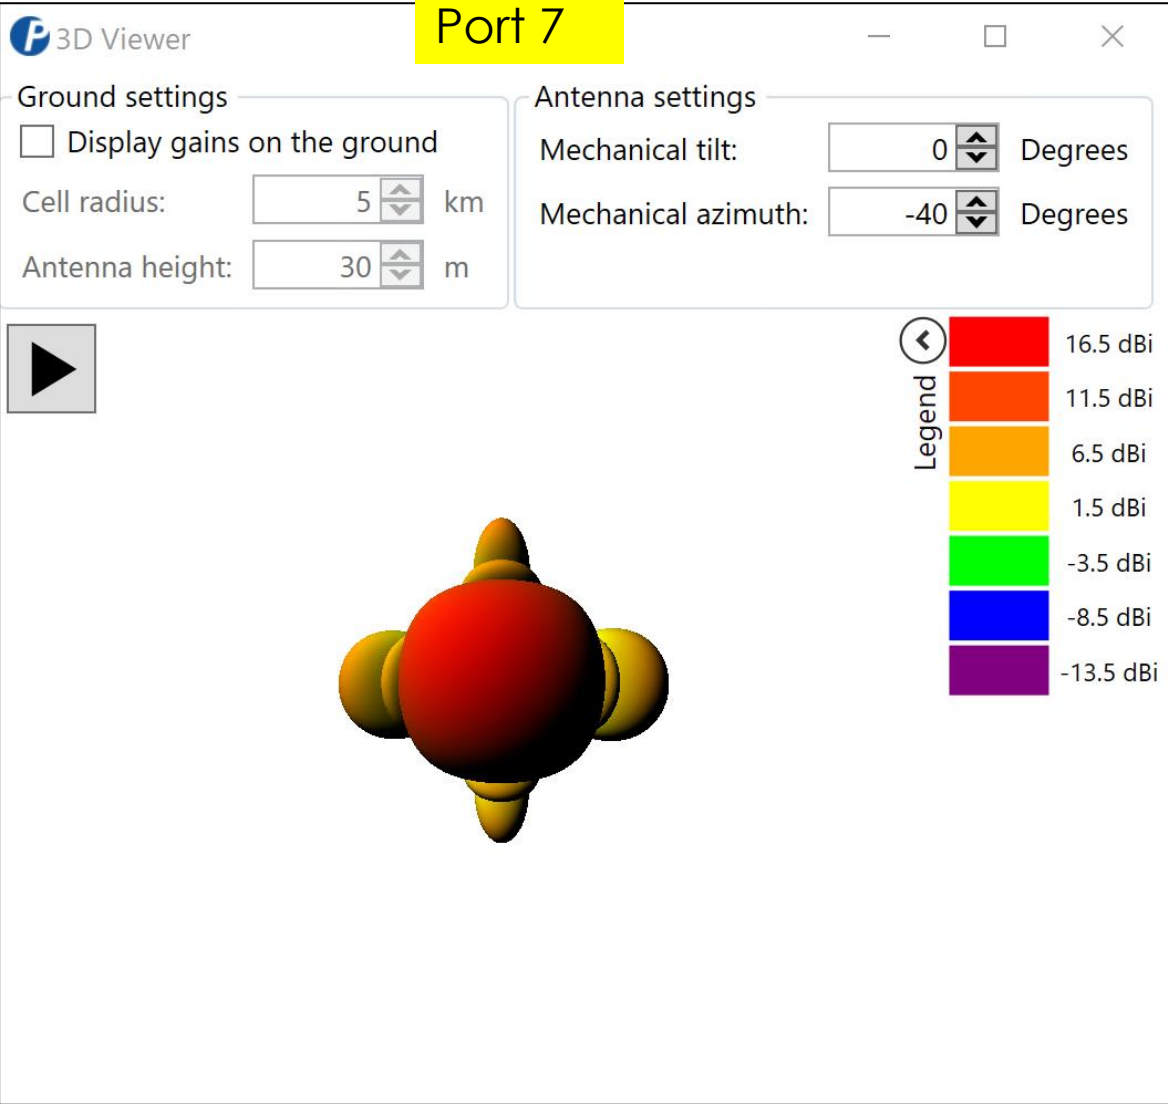 Port 7
3D Viewer
Ground settings
Display gains on the ground
Cell radius: 5 km
Antenna height: 30 m
Antenna settings
Mechanical tilt: 0 Degrees
Mechanical azimuth: -40 Degrees
Legend
16.5 dBi
11.5 dBi
6.5 dBi
1.5 dBi
-3.5 dBi
-8.5 dBi
-13.5 dBi